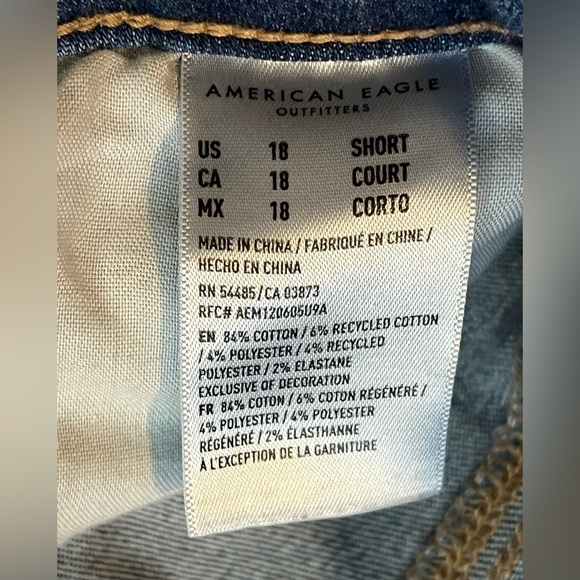 AMERICAN EAGLE
OUTFITTERS
US 18 SHORT
CA 18 COURT
MX 18 CORTO
MADE IN CHINA / FABRIQUÉ EN CHINE /
HECHO EN CHINA
RN 54485/CA 03873
RFC# AEM120605U9A
EN 84% COTTON / 6% RECYCLED COTTON
/ 4% POLYESTER / 4% RECYCLED
POLYESTER / 2% ELASTANE
EXCLUSIVE OF DECORATION
FR 84% COTON / 6% COTON RÉGÉNÉRÉ /
4% POLYESTER / 4% POLYESTER
RÉGÉNÉRÉ / 2% ÉLASTHANNE
À L'EXCEPTION DE LA GARNITURE